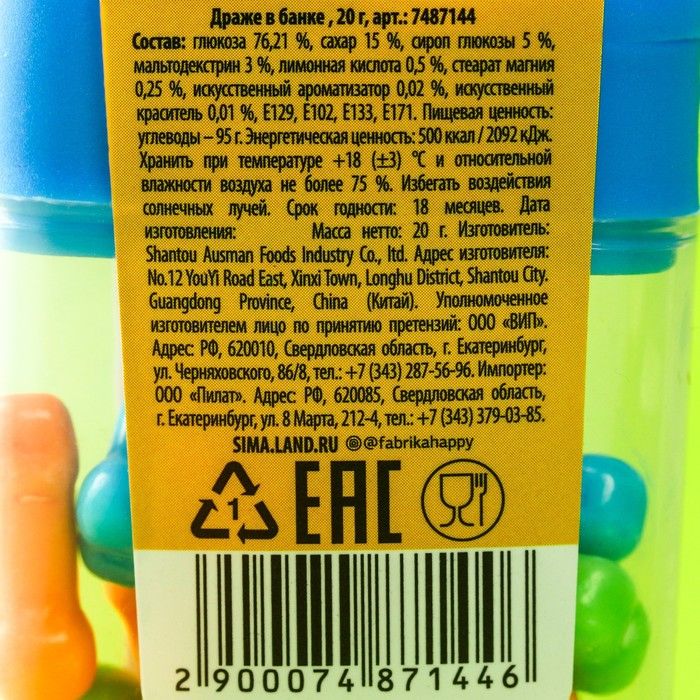 Драже в банке , 20 г, арт.: 7487144
Состав: глюкоза 76,21 %, сахар 15 %, сироп глюкозы 5 %,
мальтодекстрин 3 %, лимонная кислота 0,5 %, стеарат магния
0,25 %, искусственный ароматизатор 0,02 %, искусственный
краситель 0,01 %, Е129, Е102, Е133, Е171. Пищевая ценность:
углеводы – 95 г. Энергетическая ценность: 500 ккал / 2092 кДж.
Хранить при температуре +18 (±3) °С и относительной
влажности воздуха не более 75 %. Избегать воздействия
солнечных лучей. Срок годности: 18 месяцев. Дата
изготовления: Масса нетто: 20 г. Изготовитель:
Shantou Ausman Foods Industry Co., ltd. Адрес изготовителя:
No.12 YouYi Road East, Xinxi Town, Longhu District, Shantou City.
Guangdong Province, China (Китай). Уполномоченное
изготовителем лицо по принятию претензий: ООО «ВИП».
Адрес: РФ, 620010, Свердловская область, г. Екатеринбург,
ул. Черняховского, 86/8, тел.: +7 (343) 287-56-96. Импортер:
ООО «Пилат». Адрес: РФ, 620085, Свердловская область,
г. Екатеринбург, ул. 8 Марта, 212-4, тел.: +7 (343) 379-03-85.
SIMA.LAND.RU @fabrikahappy
1 EAC
2 900074 871446